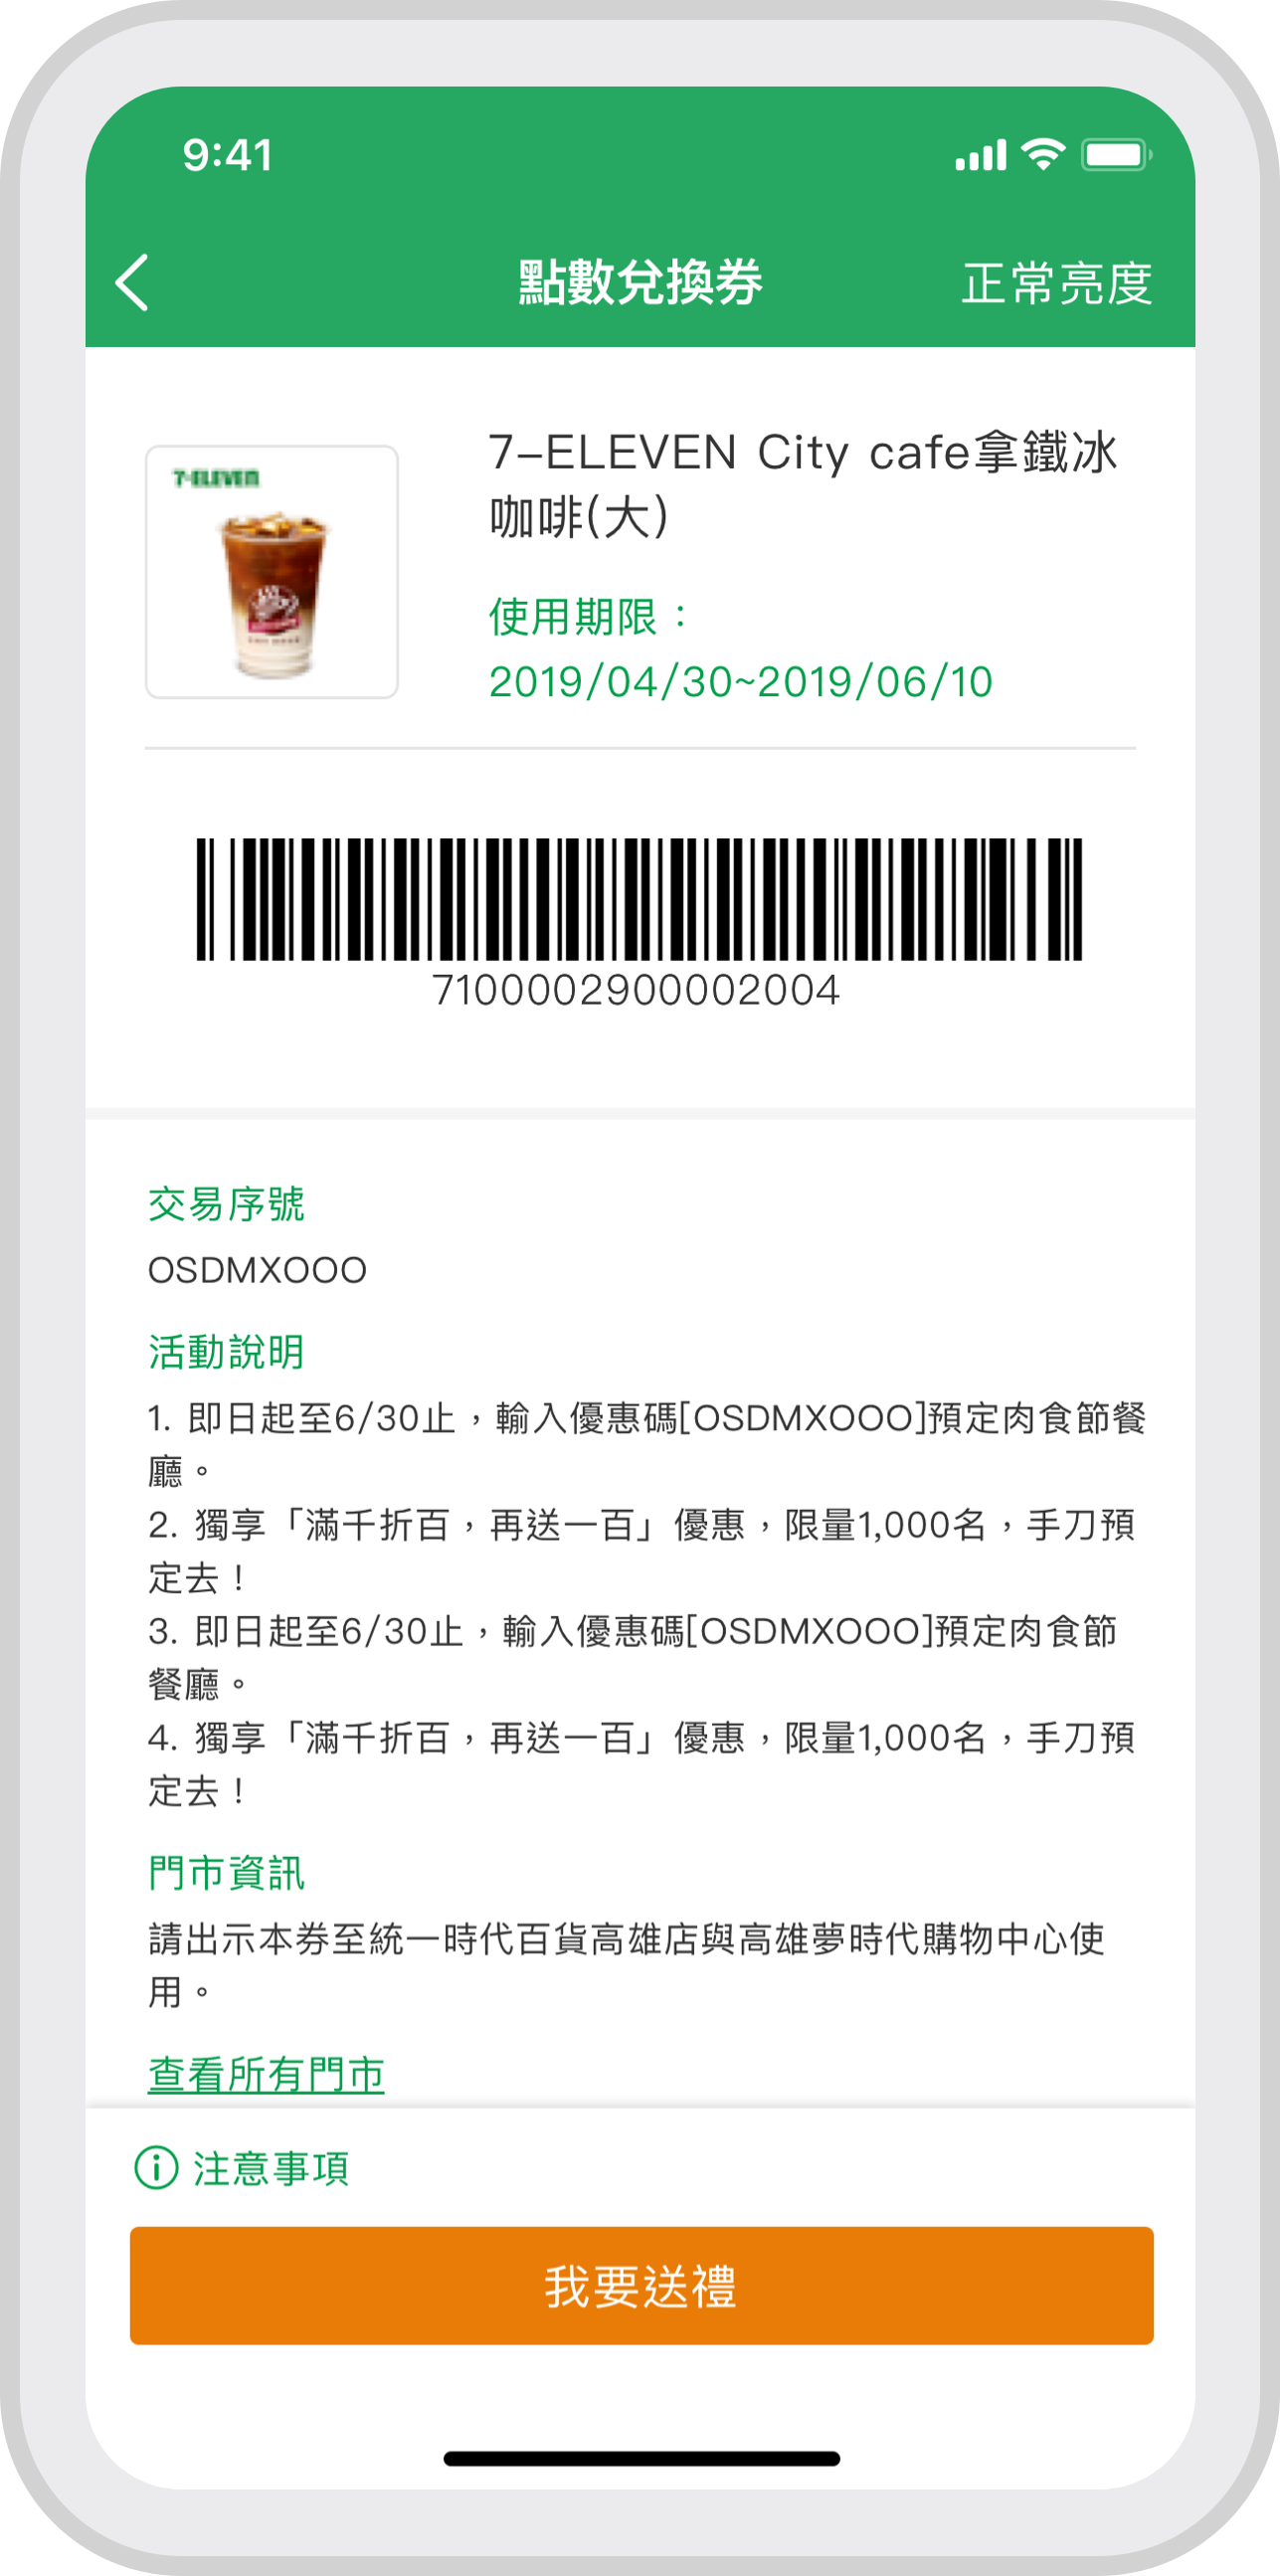 9:41
點數兌換券
正常亮度
7-ELEVEN
7–ELEVEN City cafe拿鐵冰
咖啡(大)
使用期限：
2019/04/30~2019/06/10
7100002900002004
交易序號
OSDMXOOO
活動說明
1. 即日起至6/30止，輸入優惠碼[OSDMXOOO]預定肉食節餐
廳。
2. 獨享「滿千折百，再送一百」優惠，限量1,000名，手刀預
定去！
3. 即日起至6/30止，輸入優惠碼[OSDMXOOO]預定肉食節
餐廳。
4. 獨享「滿千折百，再送一百」優惠，限量1,000名，手刀預
定去！
門市資訊
請出示本券至統一時代百貨高雄店與高雄夢時代購物中心使
用。
查看所有門市
注意事項
我要送禮